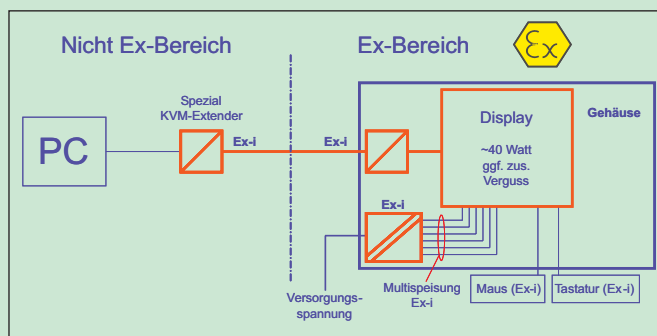 Nicht Ex-Bereich
Ex-Bereich
Ex
Spezial
KVM-Extender
PC
Ex-i
Ex-i
Display
~40 Watt
ggf. zus.
Verguss
Gehäuse
Ex-i
Versorgungs-
spannung
Multispeisung
Ex-i
Maus (Ex-i)
Tastatur (Ex-i)